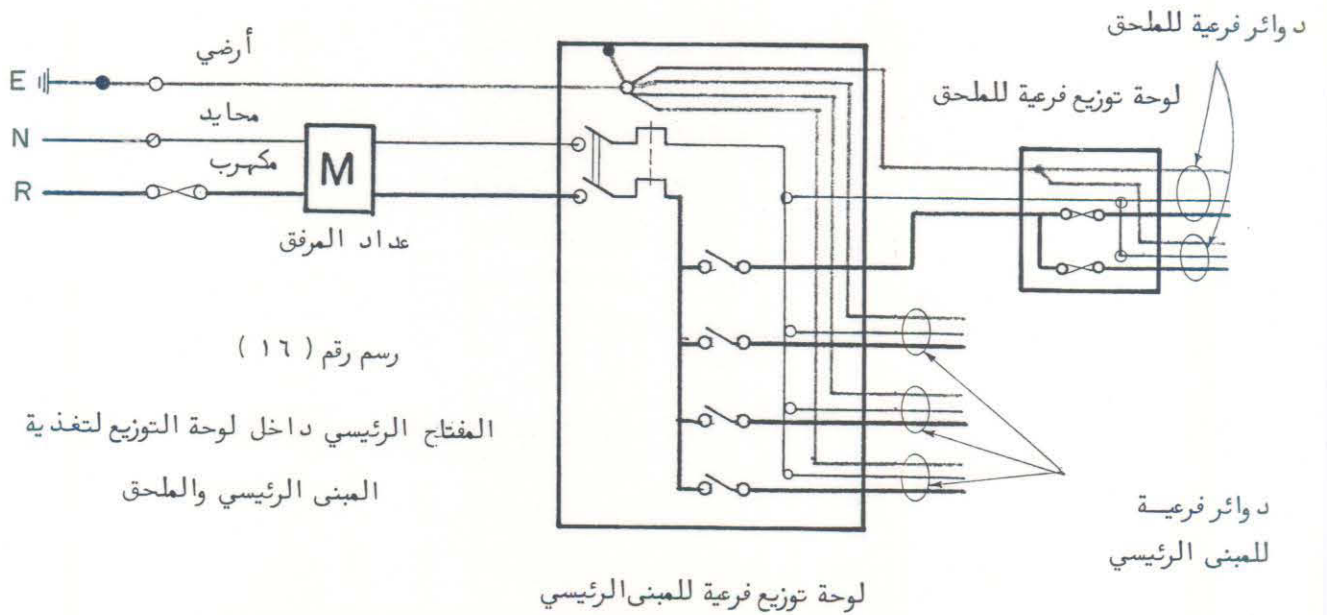 دوائر فرعية للملحق
لوحة توزيع فرعية للملحق
أرضي
E
محايد
N
مكهرب
R
M
عداد المرفق
رسم رقم ( ١٦ )
المفتاح الرئيسي داخل لوحة التوزيع لتغذية
المبنى الرئيسي والملحق
دوائر فرعيــة
للمبنى الرئيسي
لوحة توزيع فرعية للمبنى الرئيسي